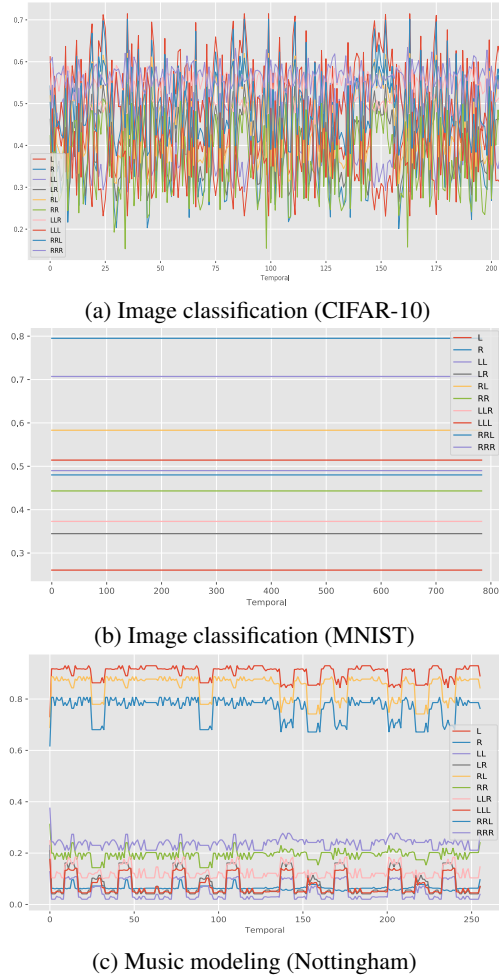 0.7
0.6
0.5
0.4
0.3
0.2
L
R
LL
LR
RL
RR
LLR
LLL
RRL
RRR
0 25 50 75 100 125 150 175 200
Temporal
(a) Image classification (CIFAR-10)
0.8
0.7
0.6
0.5
0.4
0.3
L
R
LL
LR
RL
RR
LLR
LLL
RRL
RRR
0 100 200 300 400 500 600 700 800
Temporal
(b) Image classification (MNIST)
0.8
0.6
0.4
0.2
0.0
L
R
LL
LR
RL
RR
LLR
LLL
RRL
RRR
0 50 100 150 200 250
Temporal
(c) Music modeling (Nottingham)